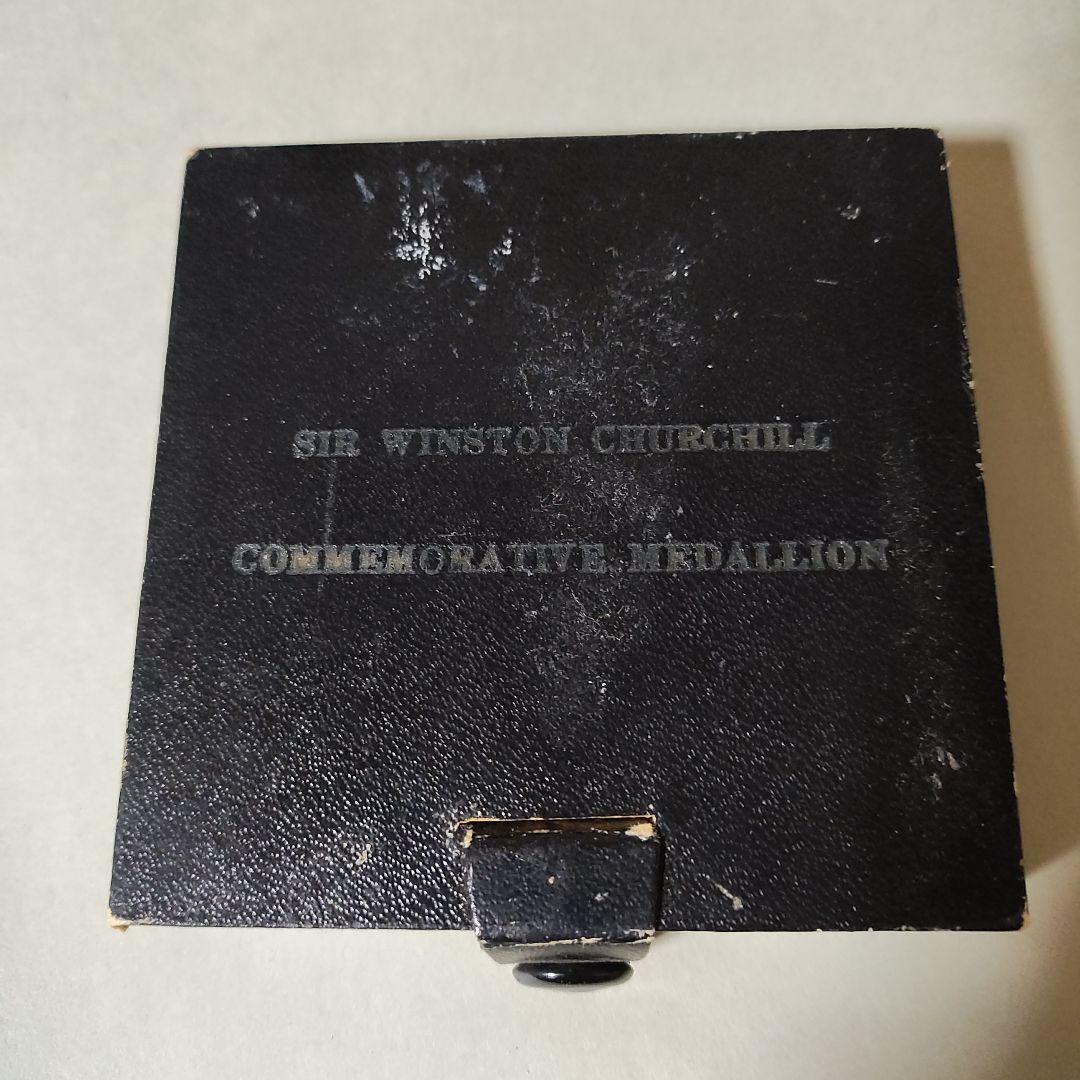 SIR WINSTON CHURCHILL
COMMEMORATIVE MEDALLION